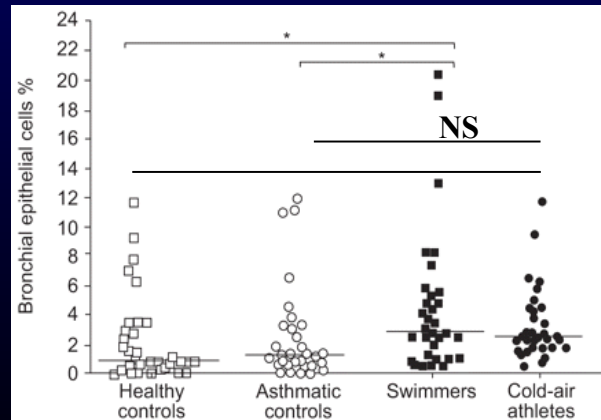 Bronchial epithelial cells %
24
22
20
18
16
14
12
10
8
6
4
2
0
*
*
NS
Healthy controls
Asthmatic controls
Swimmers
Cold-air athletes